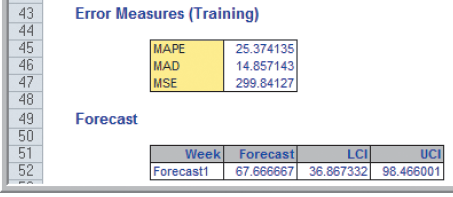 43 Error Measures (Training)
44
45 MAPE 25.374135
46 MAD 14.857143
47 MSE 299.84127
48
49 Forecast
50
51 Week Forecast LCI UCI
52 Forecast1 67.666667 36.867332 98.466001